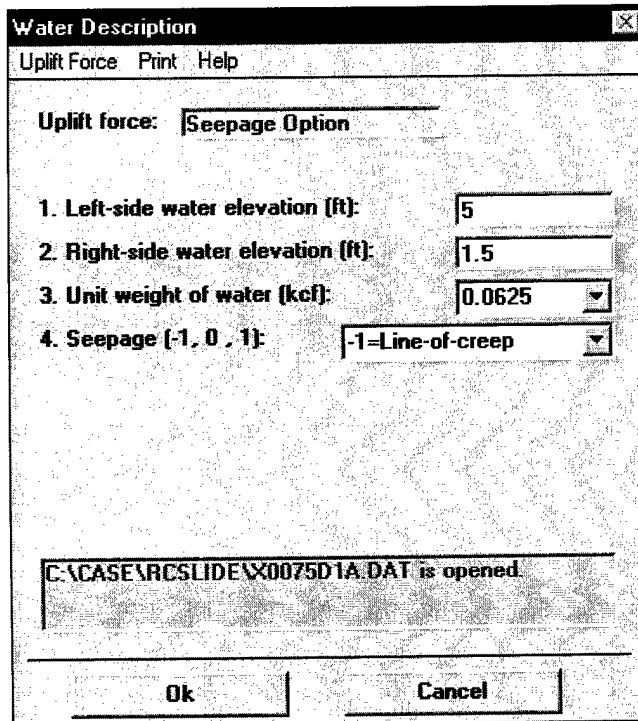 Water Description
Uplift Force Print Help
Uplift force: Seepage Option
1. Left-side water elevation (ft): 5
2. Right-side water elevation (ft): 1.5
3. Unit weight of water (kcf): 0.0625
4. Seepage (-1, 0 , 1): -1=Line-of-creep
C:\CASE\RCSLIDE\X0075D1A.DAT is opened.
Ok Cancel